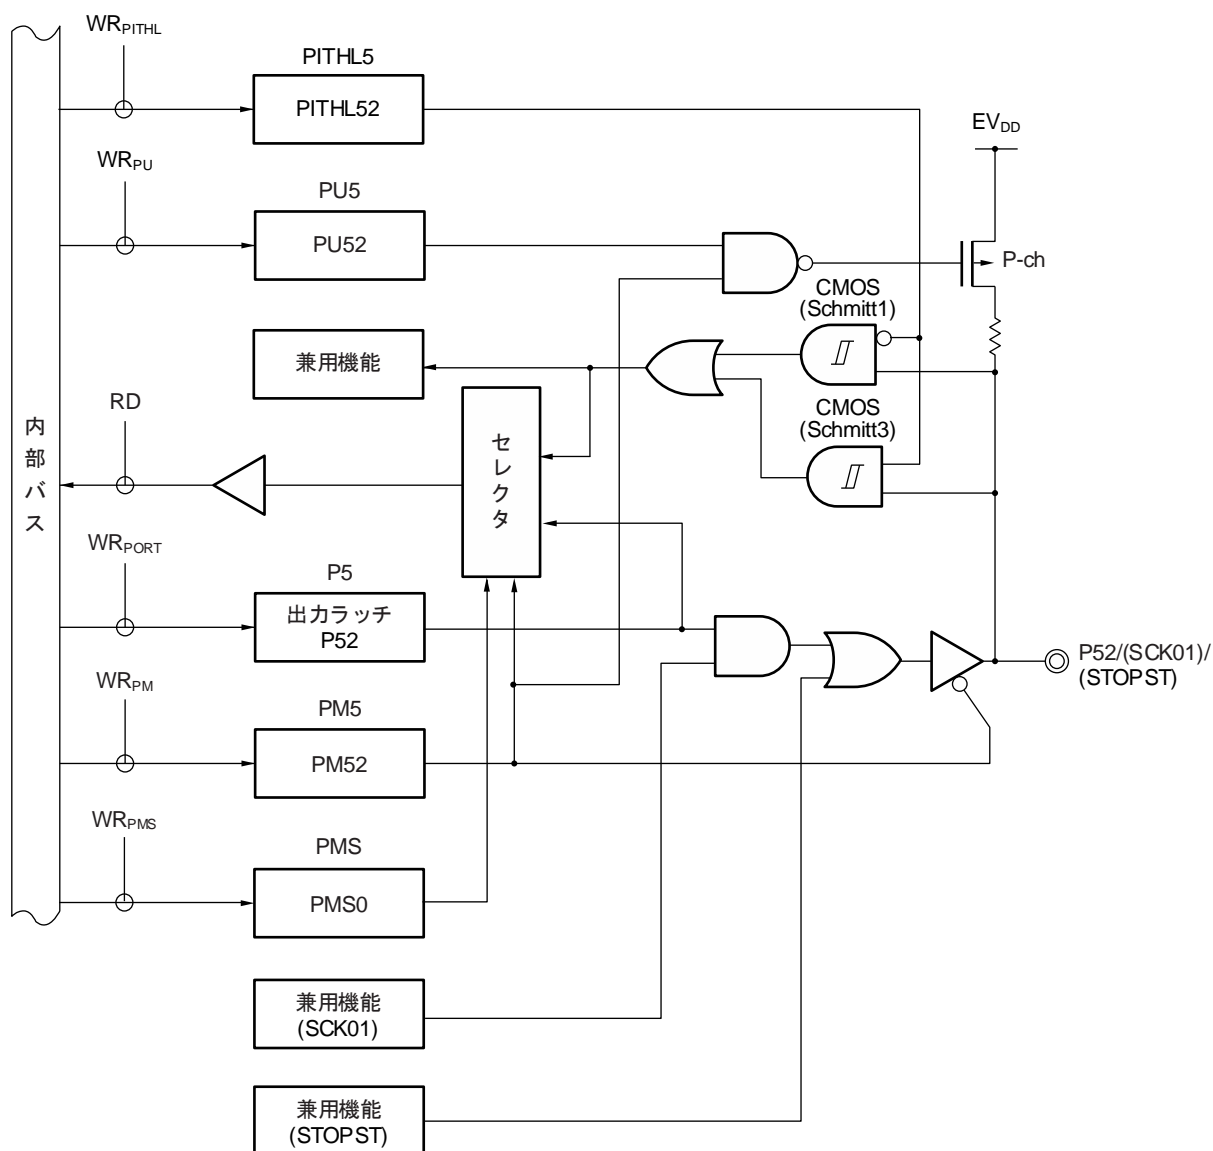 WRPITHL
PITHL5
PITHL52
EVDD
WRPU
PU5
PU52
P-ch
CMOS
(Schmitt1)
兼用機能
RD
CMOS
(Schmitt3)
内部バス
セレクタ
WRPORT
P5
出力ラッチ
P52
P52/(SCK01)/
(STOPST)
WRPM
PM5
PM52
WRPMS
PMS
PMS0
兼用機能
(SCK01)
兼用機能
(STOPST)